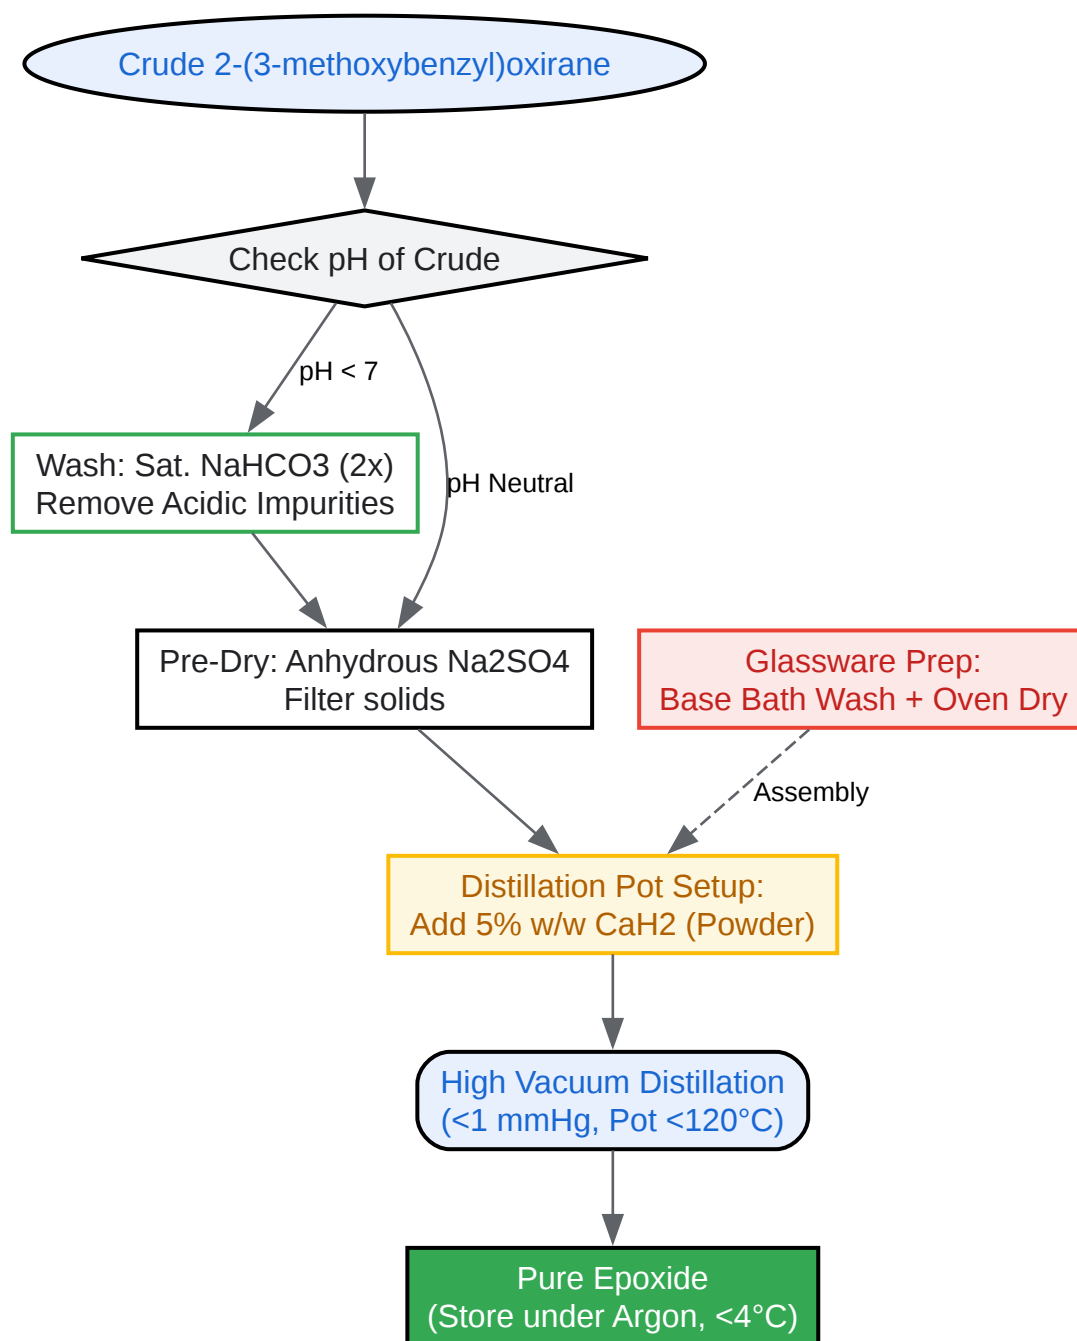 Crude 2-(3-methoxybenzyl)oxirane
Check pH of Crude
pH < 7
Wash: Sat. NaHCO3 (2x)
Remove Acidic Impurities
pH Neutral
Pre-Dry: Anhydrous Na2SO4
Filter solids
Glassware Prep:
Base Bath Wash + Oven Dry
Assembly
Distillation Pot Setup:
Add 5% w/w CaH2 (Powder)
High Vacuum Distillation
(<1 mmHg, Pot <120°C)
Pure Epoxide
(Store under Argon, <4°C)